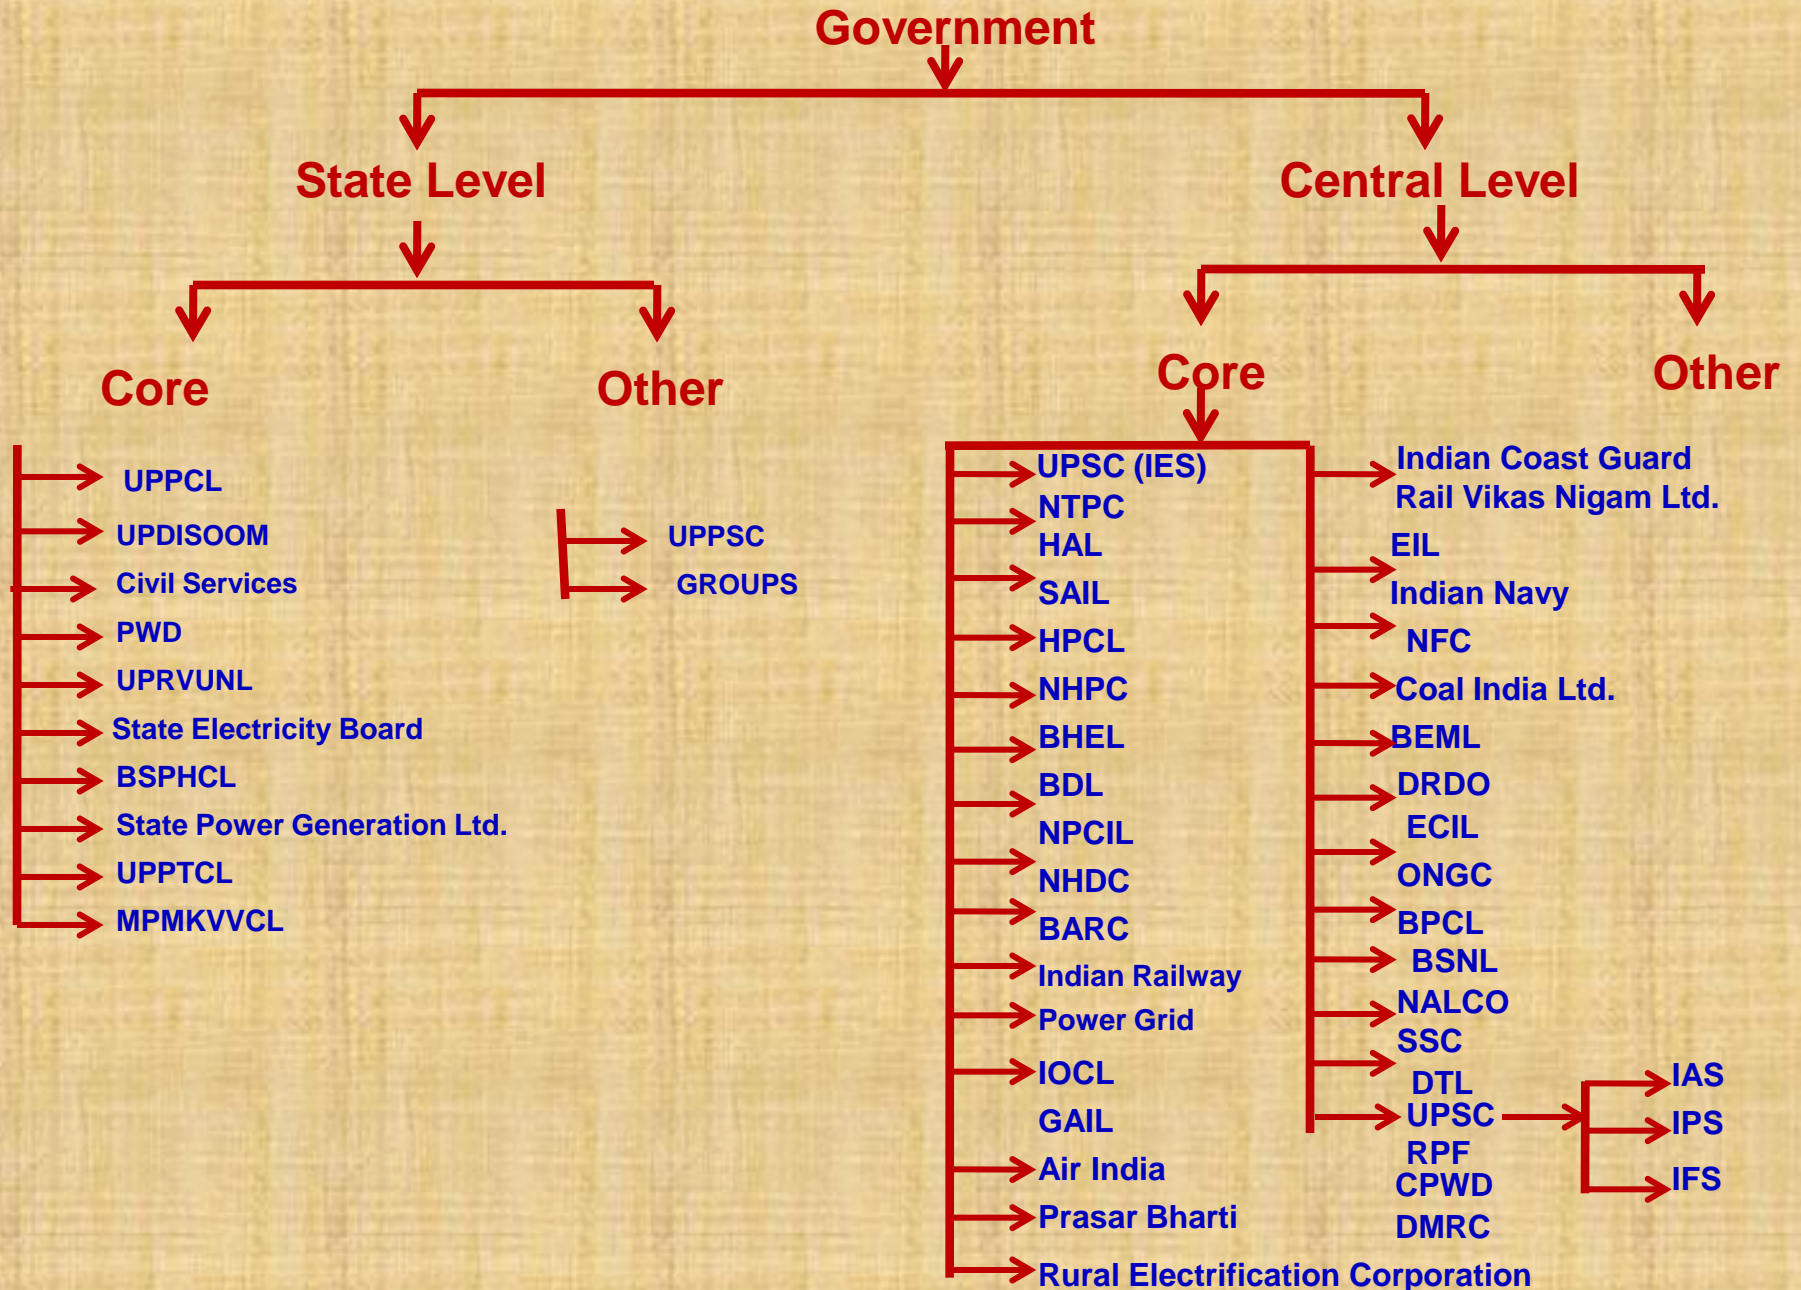 Government
State Level
Central Level
Core
Other
Core
Other
UPPCL
UPDISOOM
Civil Services
PWD
UPRVUNL
State Electricity Board
BSPHCL
State Power Generation Ltd.
UPPTCL
MPMKVVCL
UPPSC
GROUPS
UPSC (IES)
NTPC
HAL
SAIL
HPCL
NHPC
BHEL
BDL
NPCIL
NHDC
BARC
Indian Railway
Power Grid
IOCL
GAIL
Air India
Prasar Bharti
Rural Electrification Corporation
Indian Coast Guard
Rail Vikas Nigam Ltd.
EIL
Indian Navy
NFC
Coal India Ltd.
BEML
DRDO
ECIL
ONGC
BPCL
BSNL
NALCO
SSC
DTL
UPSC
RPF
CPWD
DMRC
IAS
IPS
IFS